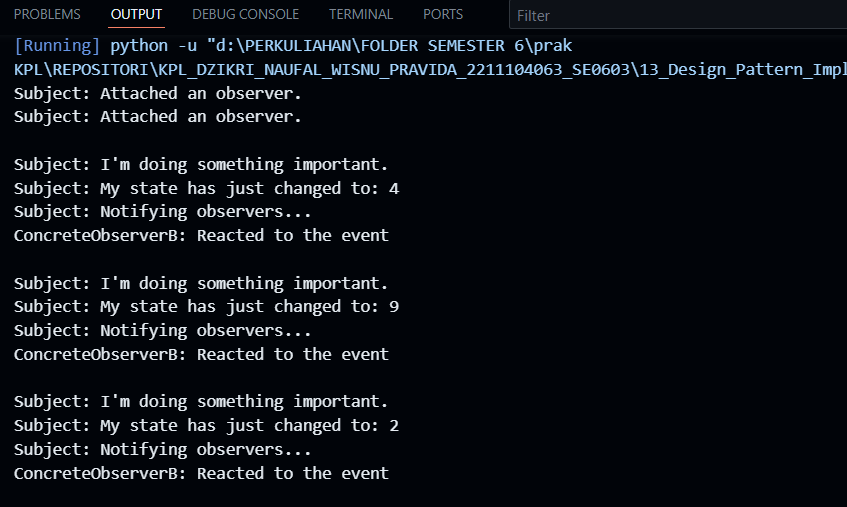 PROBLEMS OUTPUT DEBUG CONSOLE TERMINAL PORTS Filter
[Running] python -u "d:\PERKULIAHAN\FOLDER SEMESTER 6\prak
KPL\REPOSITORI\KPL_DZIKRI_NAUFAL_WISNU_PRAVIDA_2211104063_SE0603\13_Design_Pattern_Impl
Subject: Attached an observer.
Subject: Attached an observer.
Subject: I'm doing something important.
Subject: My state has just changed to: 4
Subject: Notifying observers...
ConcreteObserverB: Reacted to the event
Subject: I'm doing something important.
Subject: My state has just changed to: 9
Subject: Notifying observers...
ConcreteObserverB: Reacted to the event
Subject: I'm doing something important.
Subject: My state has just changed to: 2
Subject: Notifying observers...
ConcreteObserverB: Reacted to the event